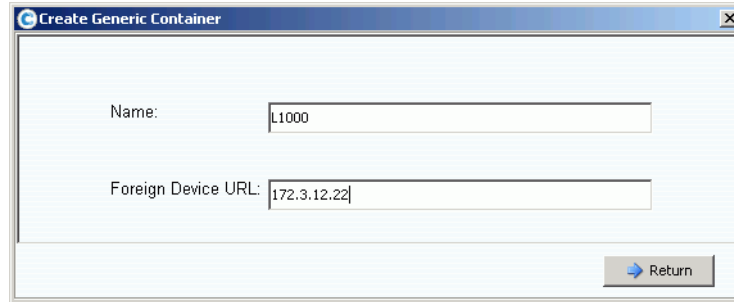 Create Generic Container
Name: L1000
Foreign Device URL: 172.3.12.22
Return